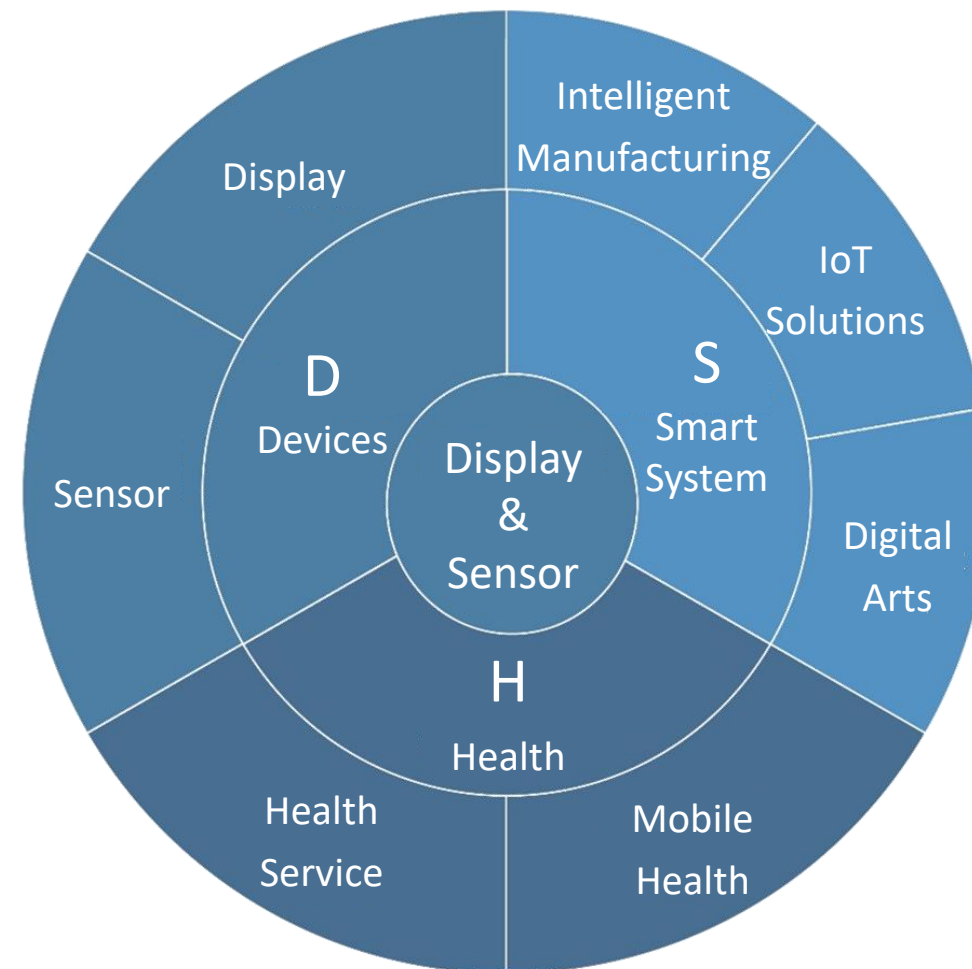 Display
Intelligent
Manufacturing
IoT
Solutions
Digital
Arts
Sensor
D
Devices
S
Smart
System
Display
&
Sensor
H
Health
Health
Service
Mobile
Health